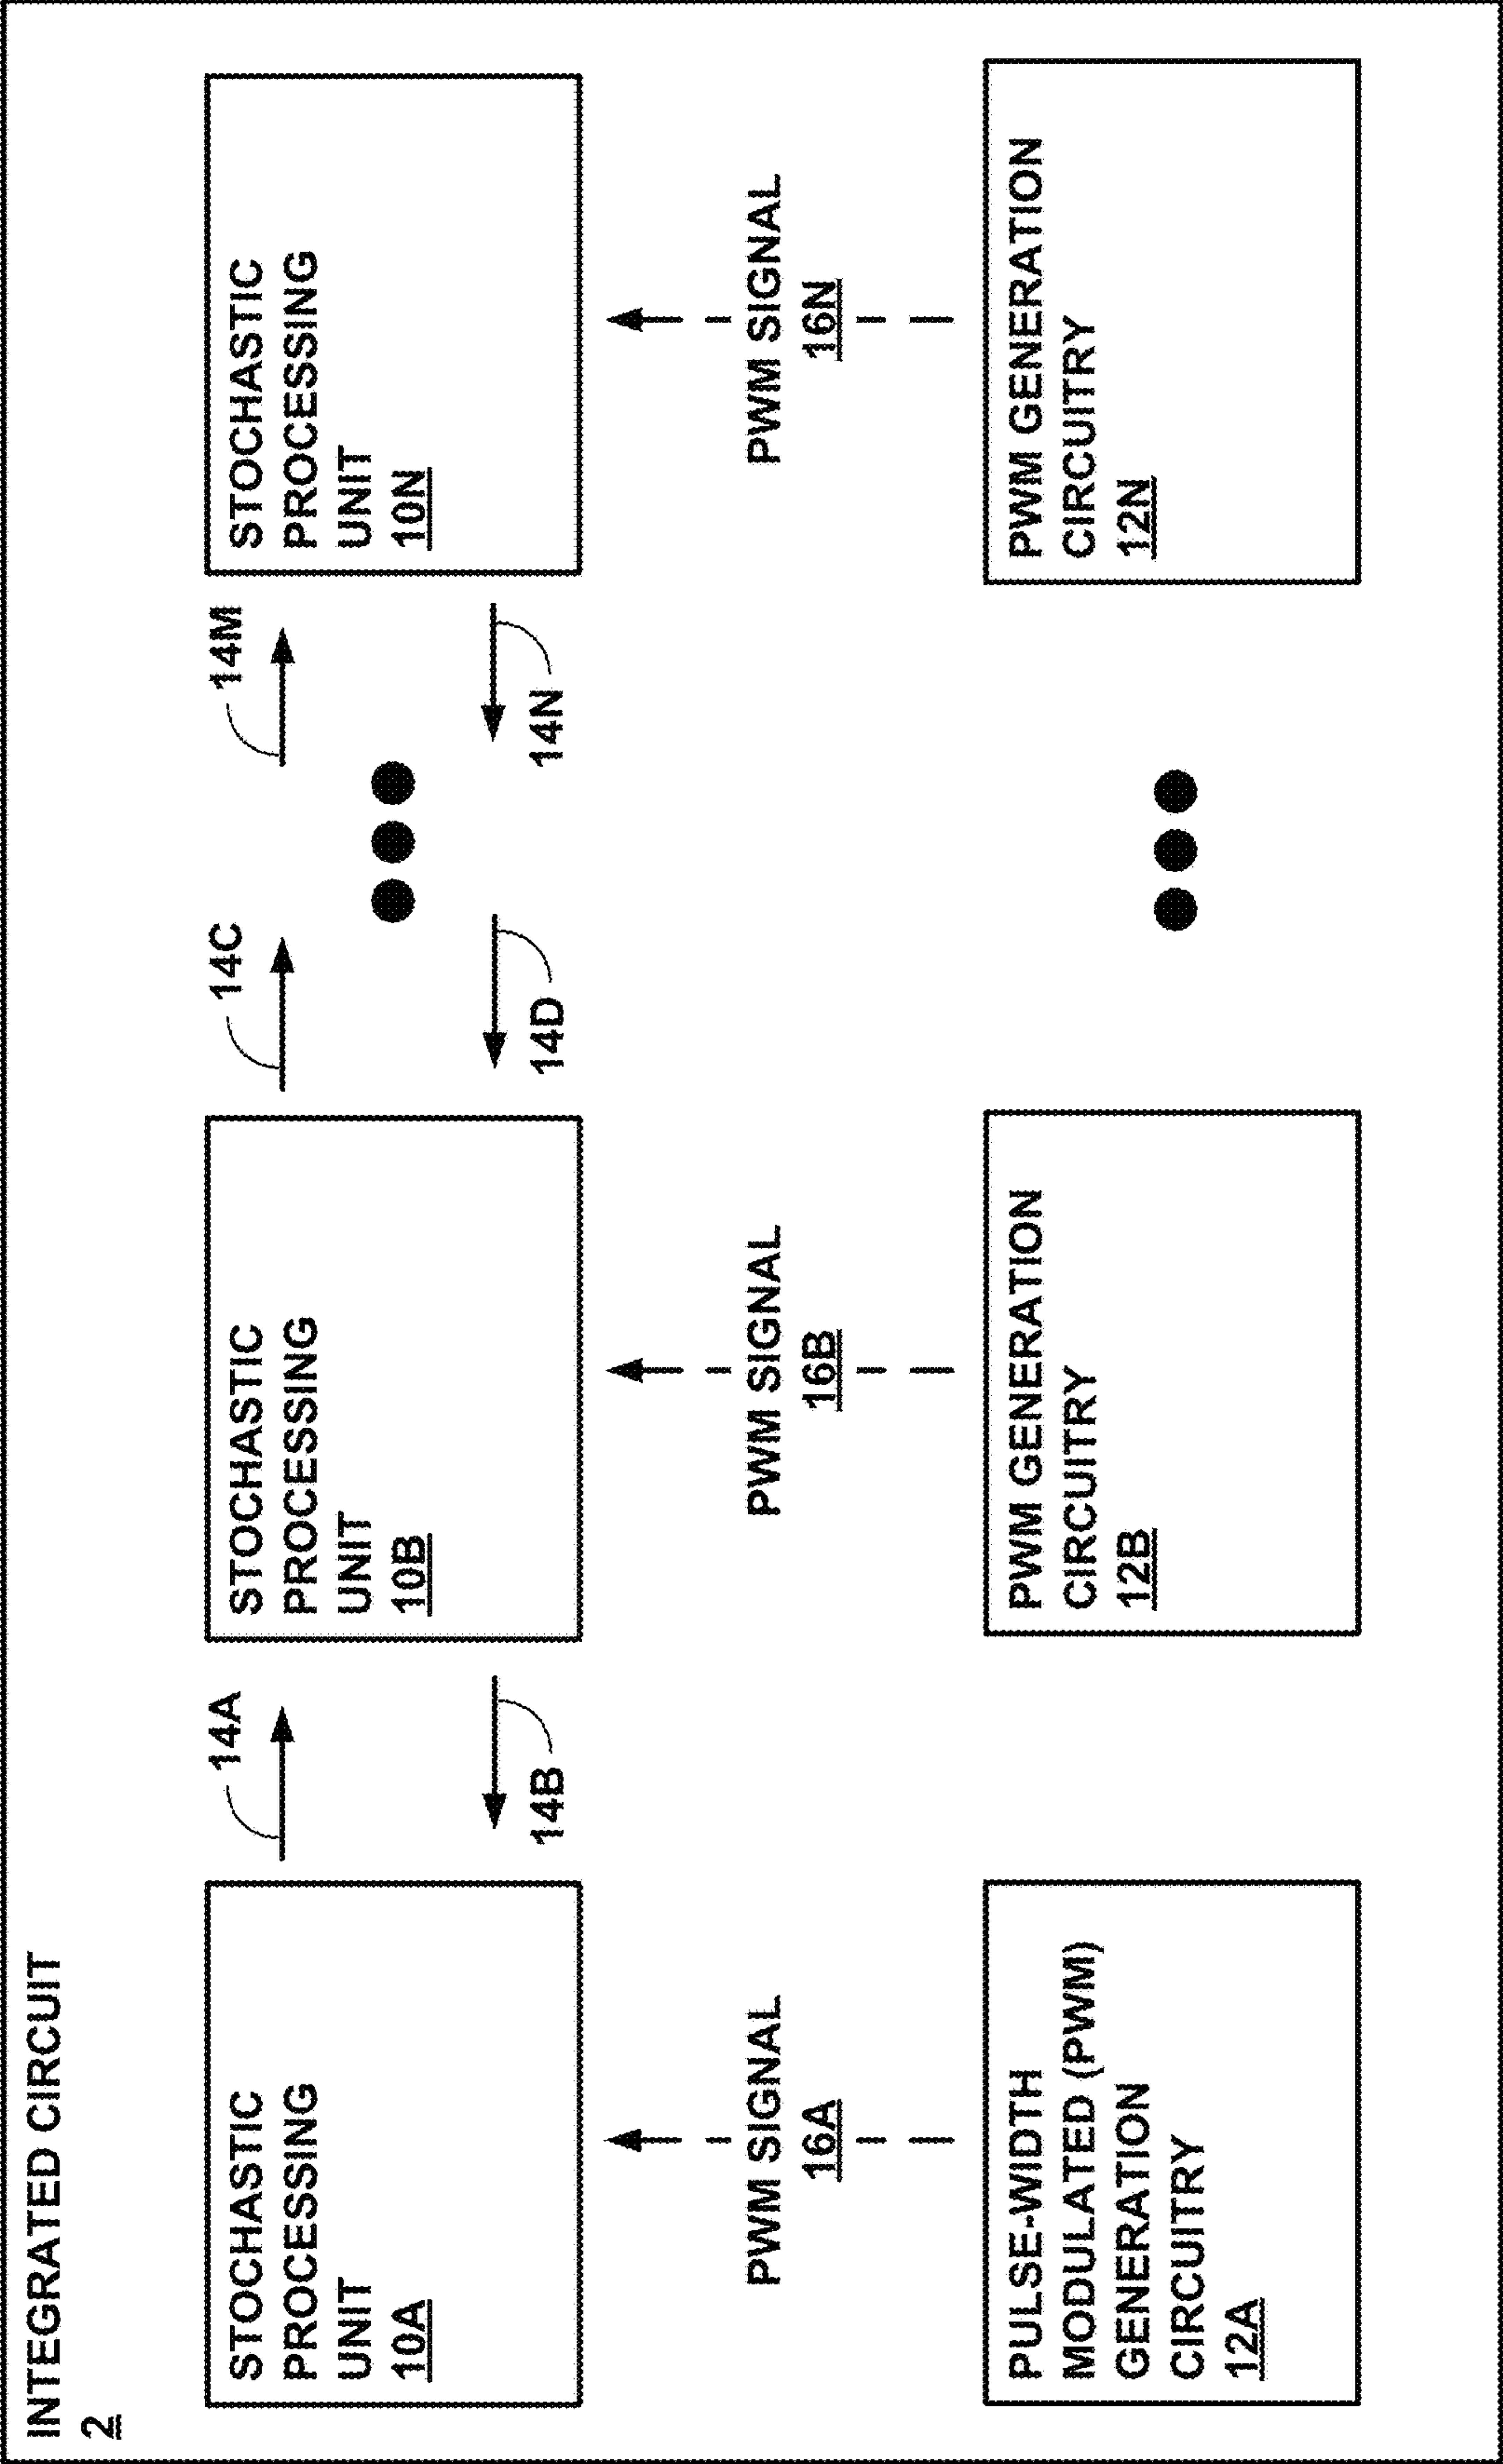 INTEGRATED CIRCUIT
2
STOCHASTIC
PROCESSING
UNIT
10A
14A
14B
STOCHASTIC
PROCESSING
UNIT
10B
14C
14D
14M
14N
STOCHASTIC
PROCESSING
UNIT
10N
PWM SIGNAL
16A
PWM SIGNAL
16B
PWM SIGNAL
16N
PULSE-WIDTH
MODULATED (PWM)
GENERATION
CIRCUITRY
12A
PWM GENERATION
CIRCUITRY
12B
PWM GENERATION
CIRCUITRY
12N